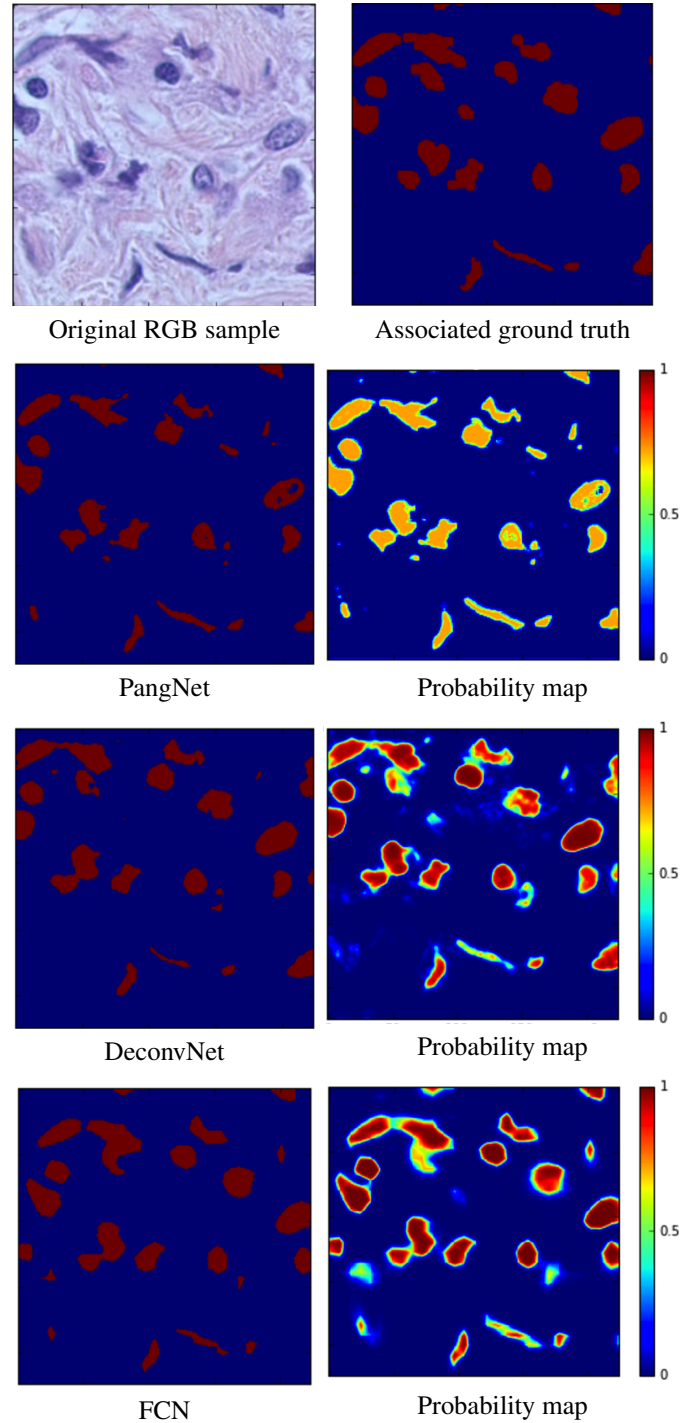 Original RGB sample
Associated ground truth
1
0.5
0
PangNet
Probability map
1
0.5
0
DeconvNet
Probability map
1
0.5
0
FCN
Probability map